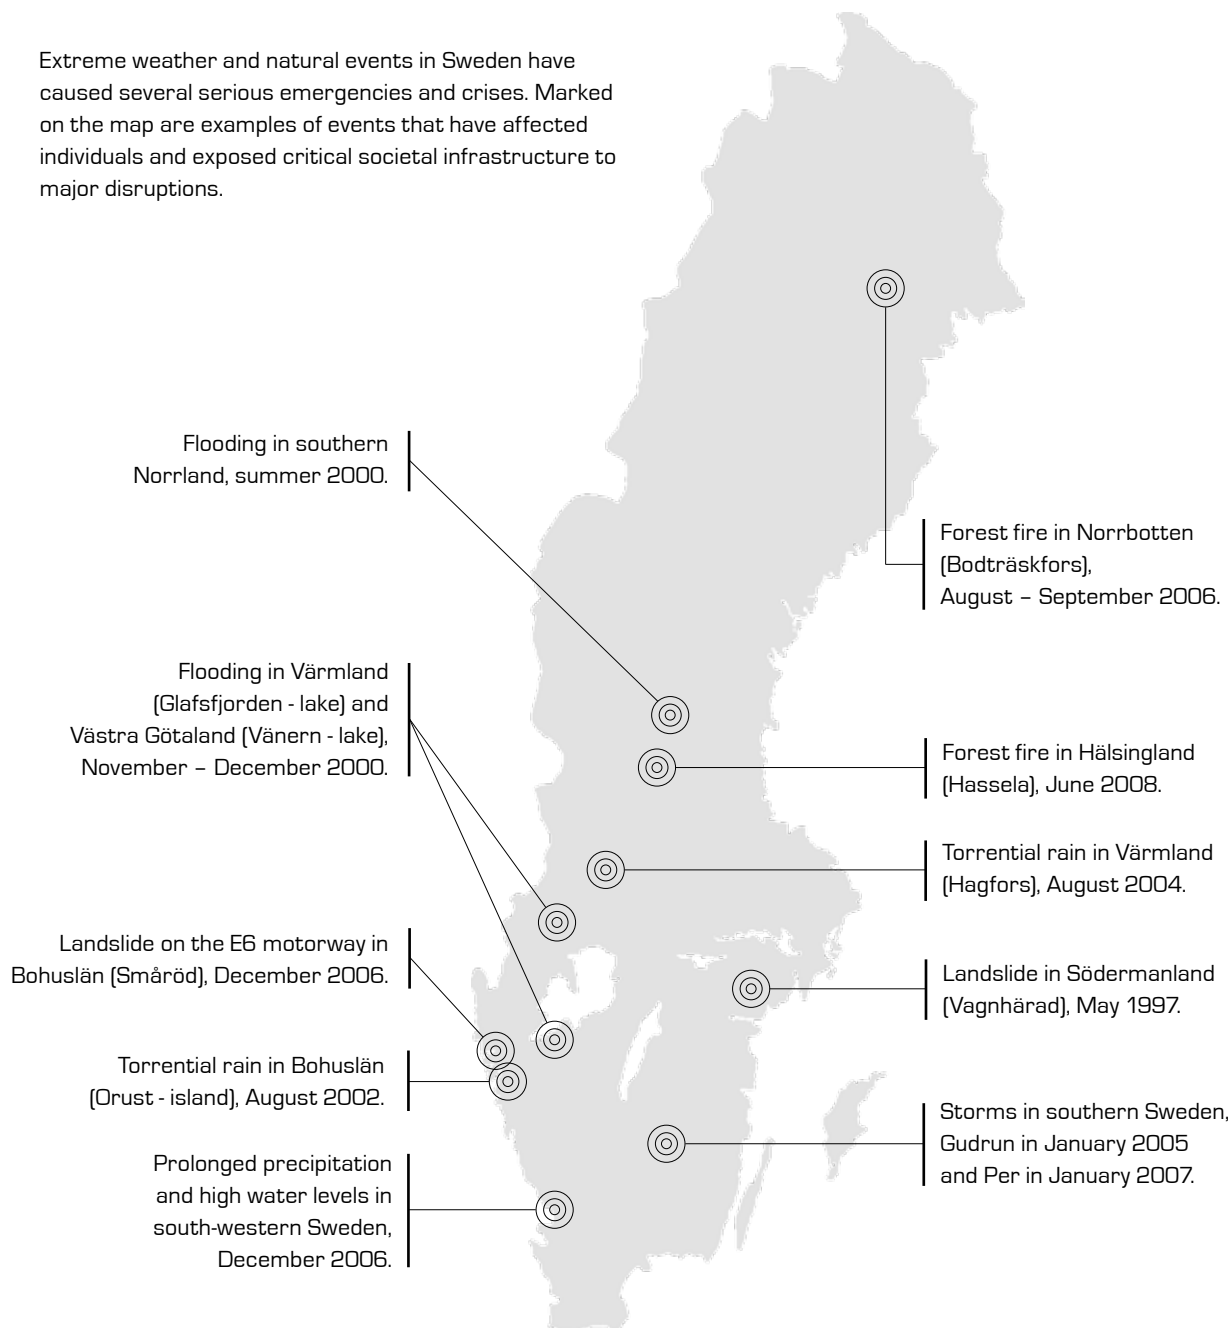 Extreme weather and natural events in Sweden have
caused several serious emergencies and crises. Marked
on the map are examples of events that have affected
individuals and exposed critical societal infrastructure to
major disruptions.
Flooding in southern
Norrland, summer 2000.
Forest fire in Norrbotten
(Bodträskfors),
August – September 2006.
Flooding in Värmland
(Glafsfjorden - lake) and
Västra Götaland (Vänern - lake),
November – December 2000.
Forest fire in Hälsingland
(Hassela), June 2008.
Torrential rain in Värmland
(Hagfors), August 2004.
Landslide on the E6 motorway in
Bohuslän (Småröd), December 2006.
Landslide in Södermanland
(Vagnhärad), May 1997.
Torrential rain in Bohuslän
(Orust - island), August 2002.
Storms in southern Sweden,
Gudrun in January 2005
and Per in January 2007.
Prolonged precipitation
and high water levels in
south-western Sweden,
December 2006.